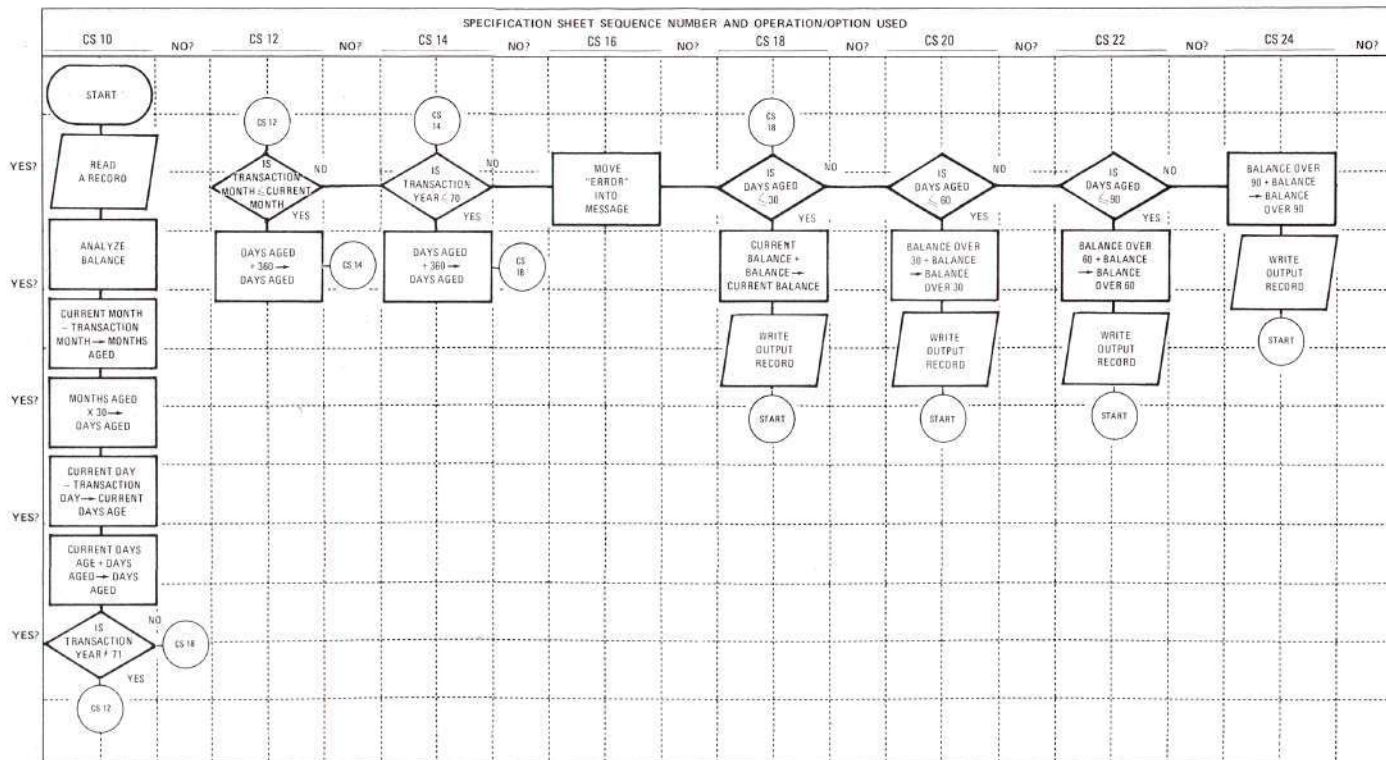 SPECIFICATION SHEET SEQUENCE NUMBER AND OPERATION/OPTION USED
CS 10 NO? CS 12 NO? CS 14 NO? CS 16 NO? CS 18 NO? CS 20 NO? CS 22 NO? CS 24 NO?
YES?
YES?
YES?
YES?
YES?
START
READ
A RECORD
ANALYZE
BALANCE
CURRENT MONTH
– TRANSACTION
MONTH → MONTHS
AGED
MONTHS AGED
X 30 →
DAYS AGED
CURRENT DAY
– TRANSACTION
DAY → CURRENT
DAYS AGE
CURRENT DAYS
AGE + DAYS
AGED → DAYS
AGED
IS
TRANSACTION
YEAR ≠ 71
NO
CS 18
YES
CS 12
CS 12
IS
TRANSACTION
MONTH ≤ CURRENT
MONTH
NO
YES
DAYS AGED
+ 360 →
DAYS AGED
CS 14
CS
14
IS
TRANSACTION
YEAR ≤ 70
NO
YES
DAYS AGED
+ 360 →
DAYS AGED
CS
18
MOVE
"ERROR"
INTO
MESSAGE
CS
18
IS
DAYS AGED
≤ 30
NO
YES
CURRENT
BALANCE +
BALANCE →
CURRENT BALANCE
WRITE
OUTPUT
RECORD
START
IS
DAYS AGED
≤ 60
NO
YES
BALANCE OVER
30 + BALANCE
→ BALANCE
OVER 30
WRITE
OUTPUT
RECORD
START
IS
DAYS AGED
≤ 90
NO
YES
BALANCE OVER
60 + BALANCE
→ BALANCE
OVER 60
WRITE
OUTPUT
RECORD
START
BALANCE OVER
90 + BALANCE
→ BALANCE
OVER 90
WRITE
OUTPUT
RECORD
START